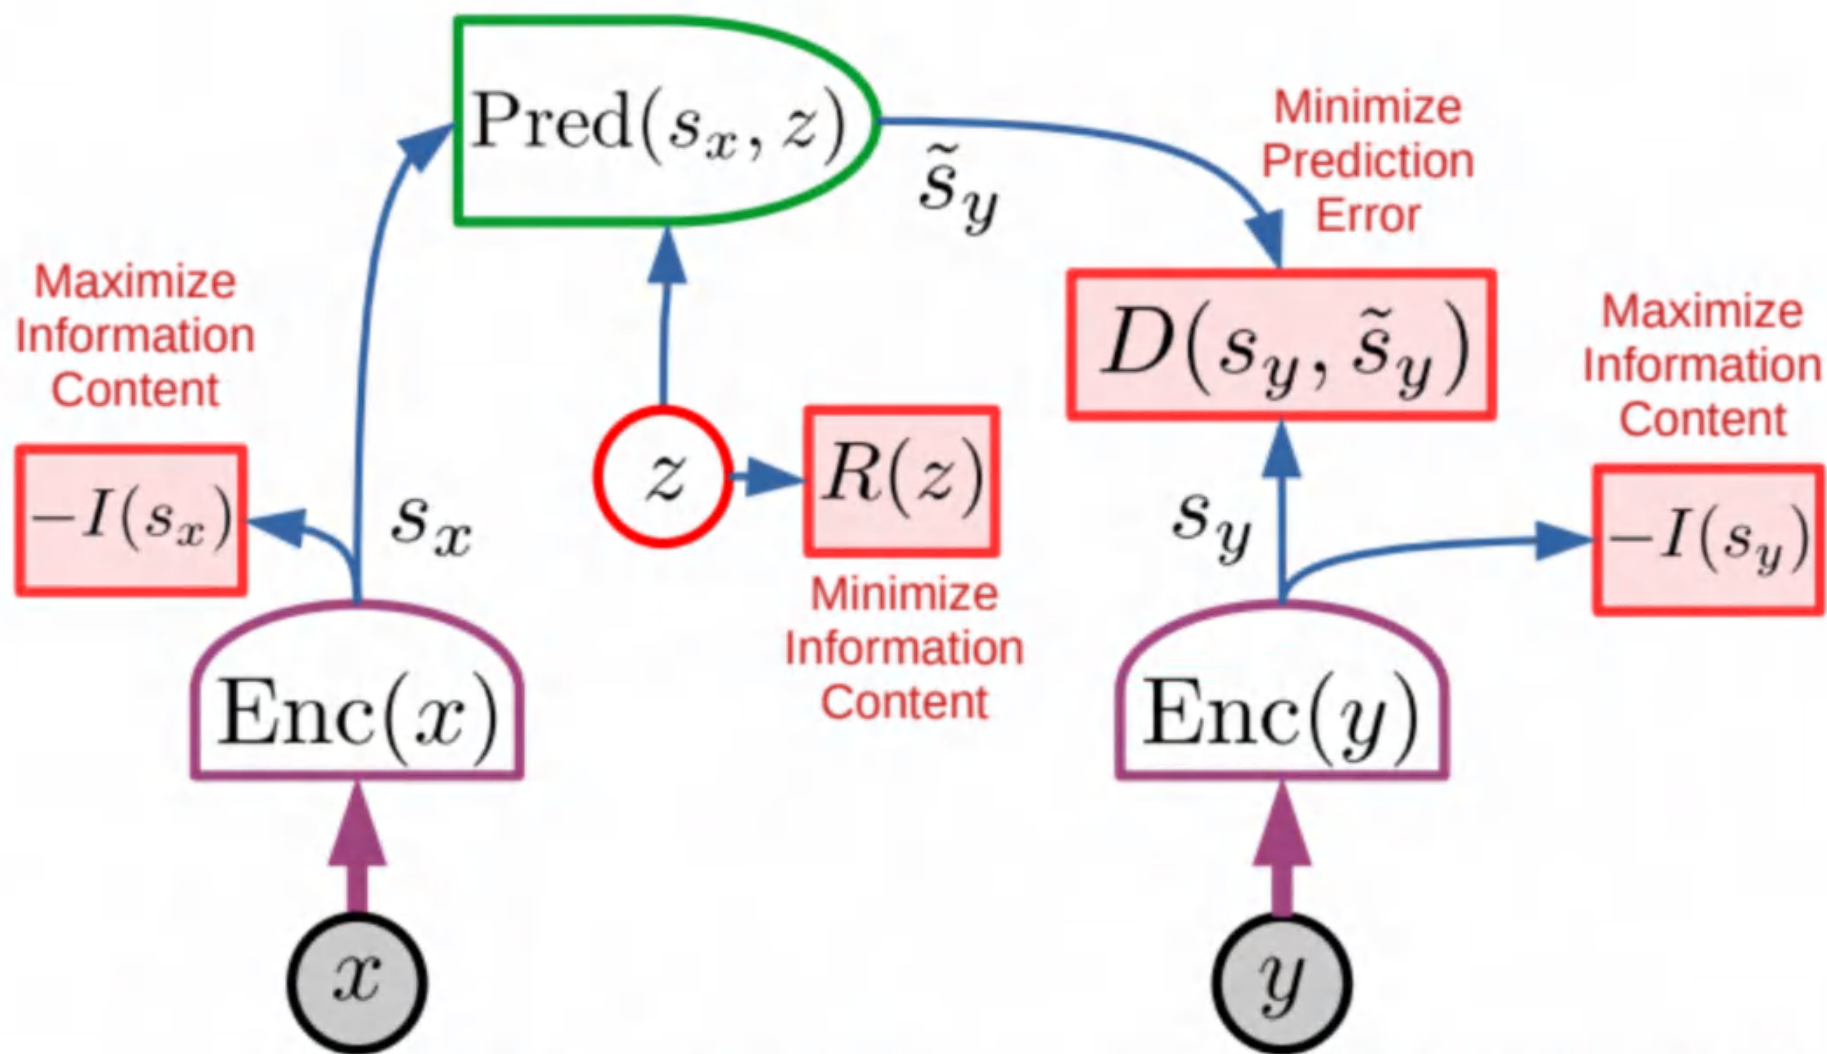 Pred(s_x, z)
s̃_y
Minimize
Prediction
Error
Maximize
Information
Content
D(s_y, s̃_y)
Maximize
Information
Content
−I(s_x)
s_x
z
R(z)
s_y
−I(s_y)
Minimize
Information
Content
Enc(x)
Enc(y)
x
y